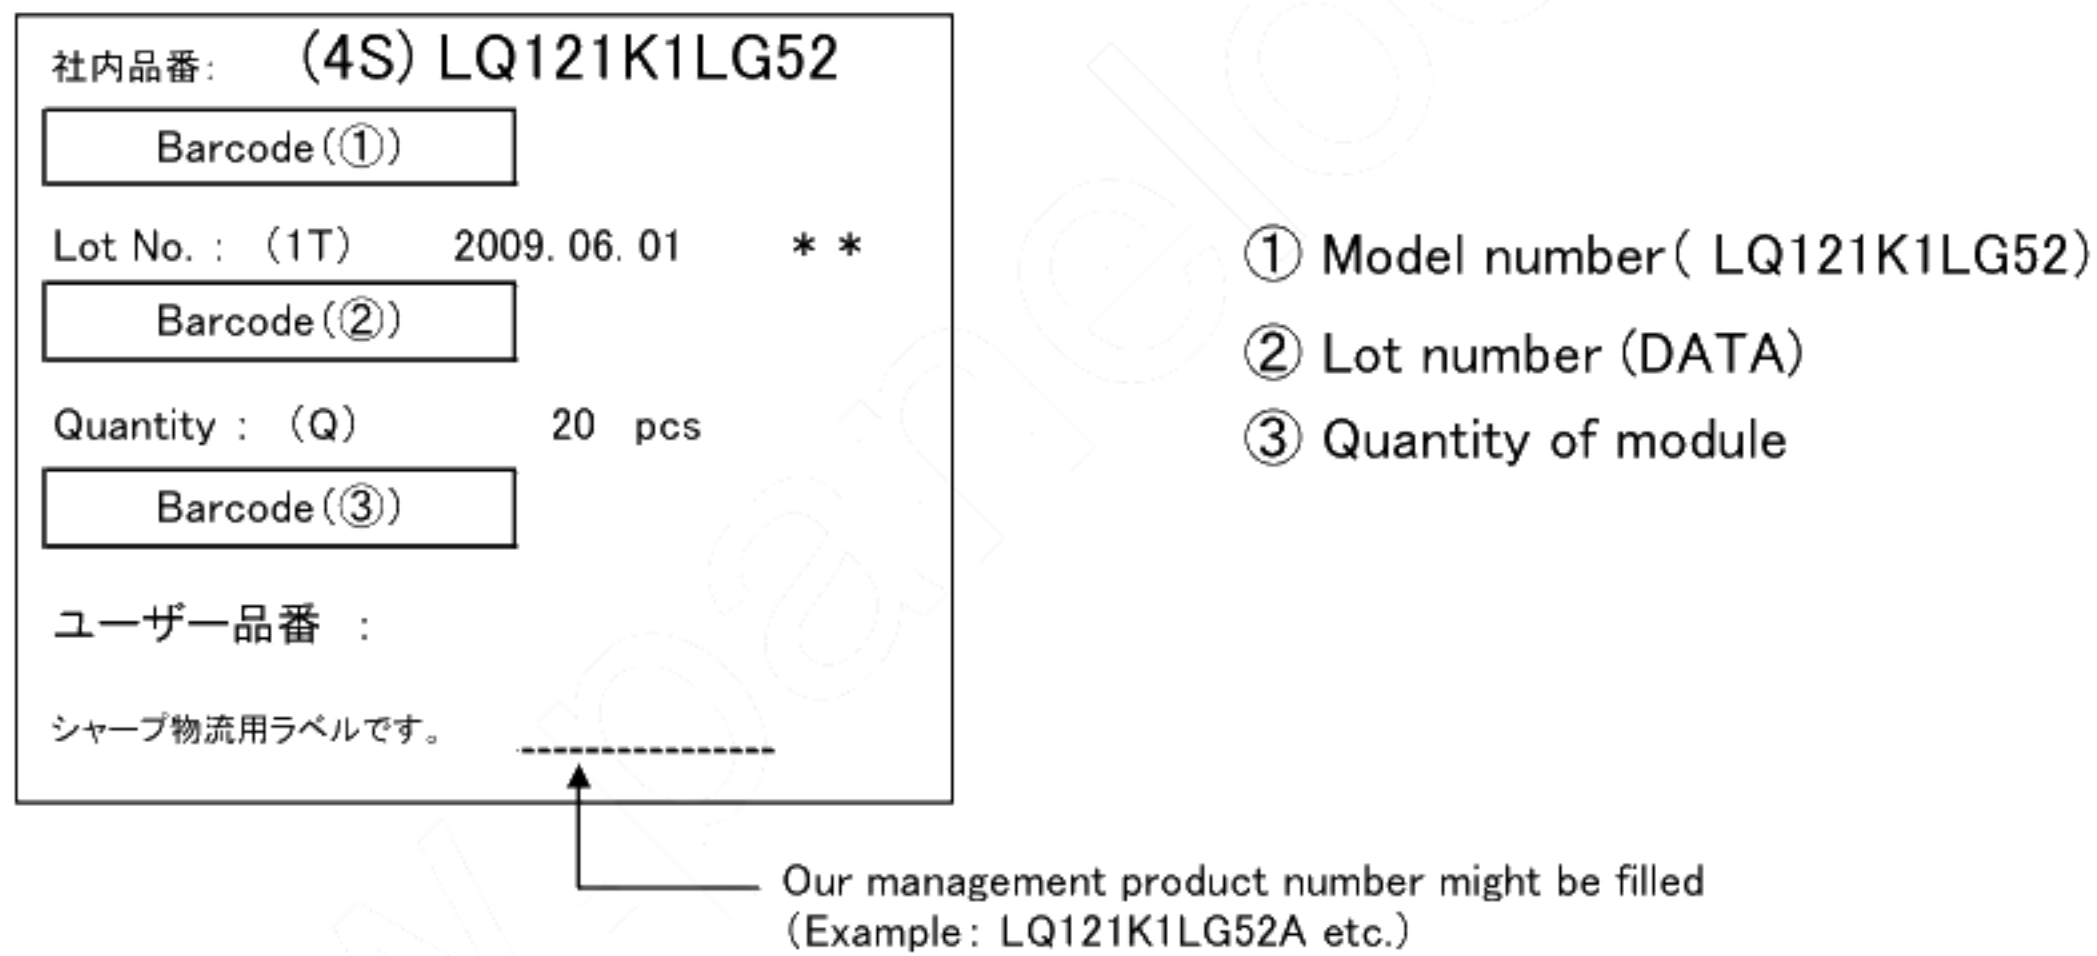 社内品番: (4S) LQ121K1LG52
Barcode(①)
Lot No. : (1T) 2009. 06. 01 * *
Barcode(②)
Quantity : (Q) 20 pcs
Barcode(③)
ユーザー品番 :
シャープ物流用ラベルです。
① Model number( LQ121K1LG52)
② Lot number (DATA)
③ Quantity of module
Our management product number might be filled
(Example: LQ121K1LG52A etc.)